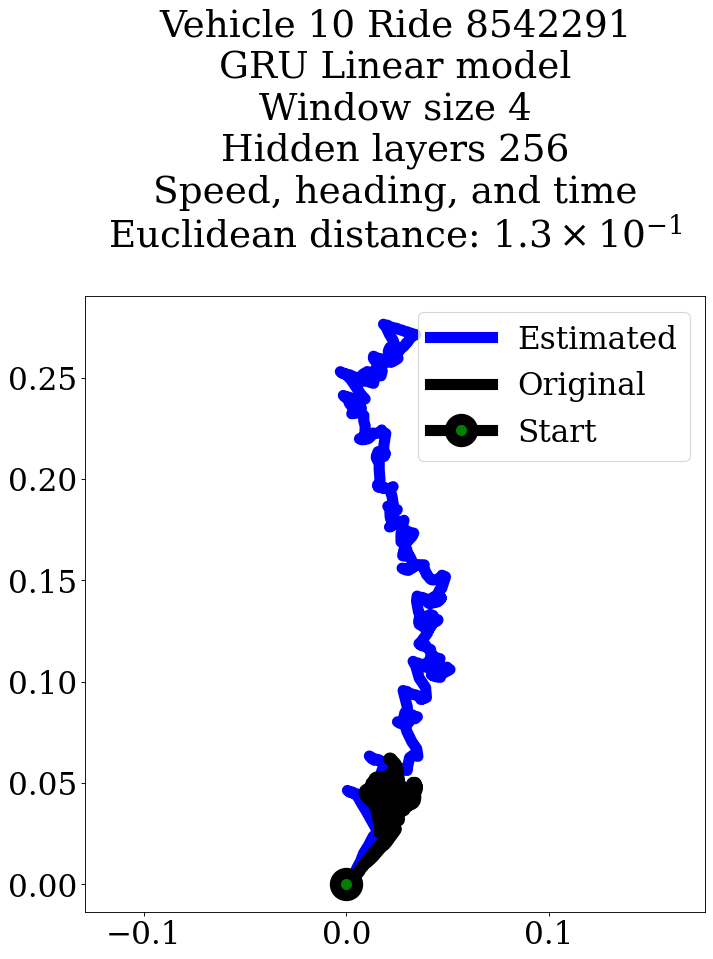 Vehicle 10 Ride 8542291
GRU Linear model
Window size 4
Hidden layers 256
Speed, heading, and time
Euclidean distance: 1.3 × 10⁻¹
Estimated
Original
Start
0.25
0.20
0.15
0.10
0.05
0.00
−0.1
0.0
0.1